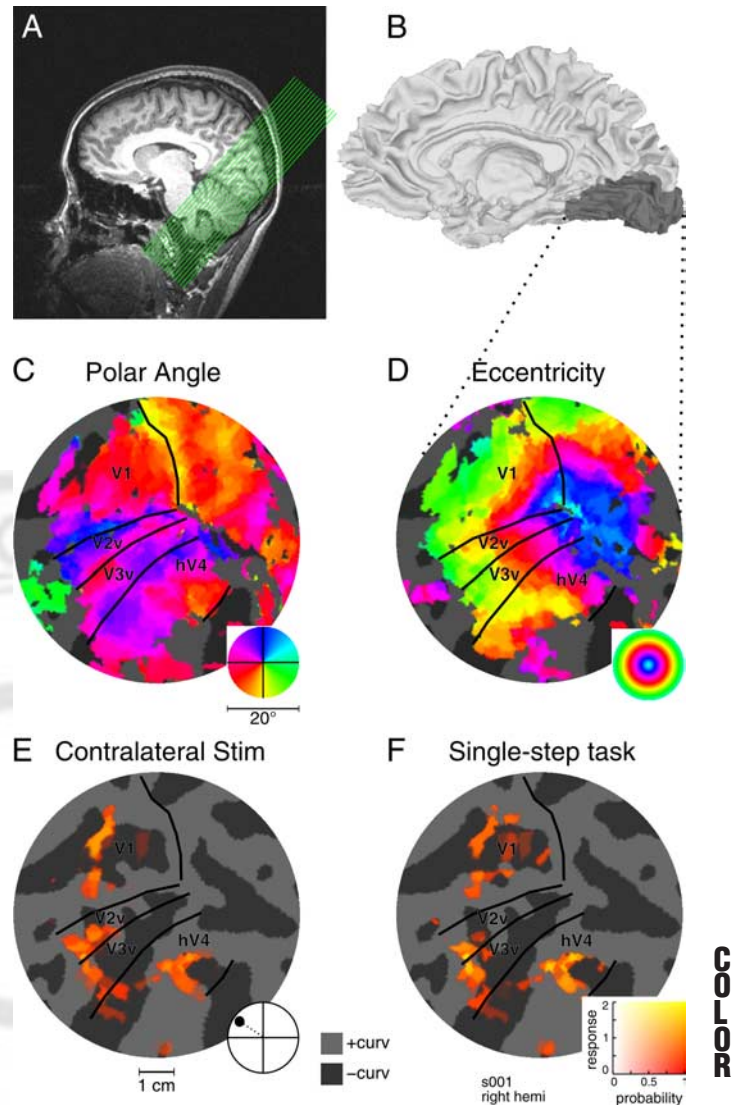 A
B
C Polar Angle
D Eccentricity
V1
V2v
V3v
hV4
20°
V1
V2v
V3v
hV4
E Contralateral Stim
F Single-step task
V1
V2v
V3v
hV4
1 cm
+curv
−curv
V1
V2v
V3v
hV4
s001
right hemi
response
2
1
0
0 0.5 1
probability
COLOR